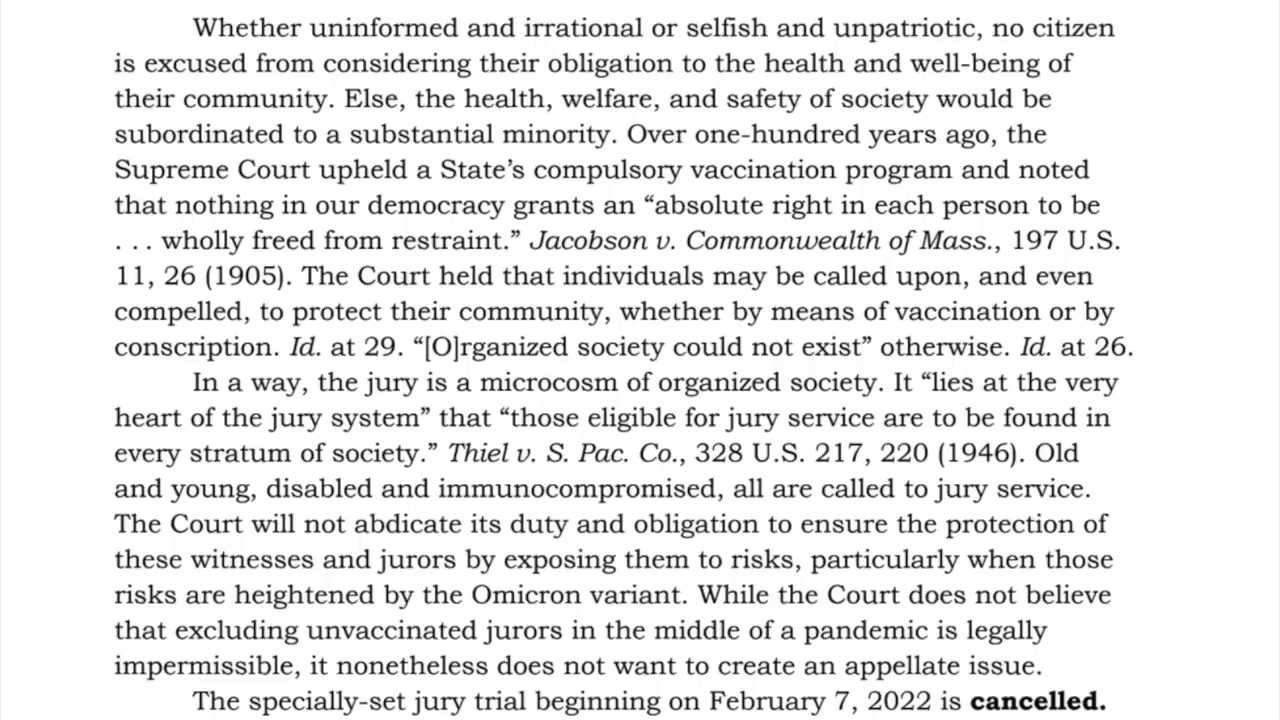 Whether uninformed and irrational or selfish and unpatriotic, no citizen
is excused from considering their obligation to the health and well-being of
their community. Else, the health, welfare, and safety of society would be
subordinated to a substantial minority. Over one-hundred years ago, the
Supreme Court upheld a State’s compulsory vaccination program and noted
that nothing in our democracy grants an “absolute right in each person to be
. . . wholly freed from restraint.” Jacobson v. Commonwealth of Mass., 197 U.S.
11, 26 (1905). The Court held that individuals may be called upon, and even
compelled, to protect their community, whether by means of vaccination or by
conscription. Id. at 29. “[O]rganized society could not exist” otherwise. Id. at 26.
In a way, the jury is a microcosm of organized society. It “lies at the very
heart of the jury system” that “those eligible for jury service are to be found in
every stratum of society.” Thiel v. S. Pac. Co., 328 U.S. 217, 220 (1946). Old
and young, disabled and immunocompromised, all are called to jury service.
The Court will not abdicate its duty and obligation to ensure the protection of
these witnesses and jurors by exposing them to risks, particularly when those
risks are heightened by the Omicron variant. While the Court does not believe
that excluding unvaccinated jurors in the middle of a pandemic is legally
impermissible, it nonetheless does not want to create an appellate issue.
The specially-set jury trial beginning on February 7, 2022 is cancelled.